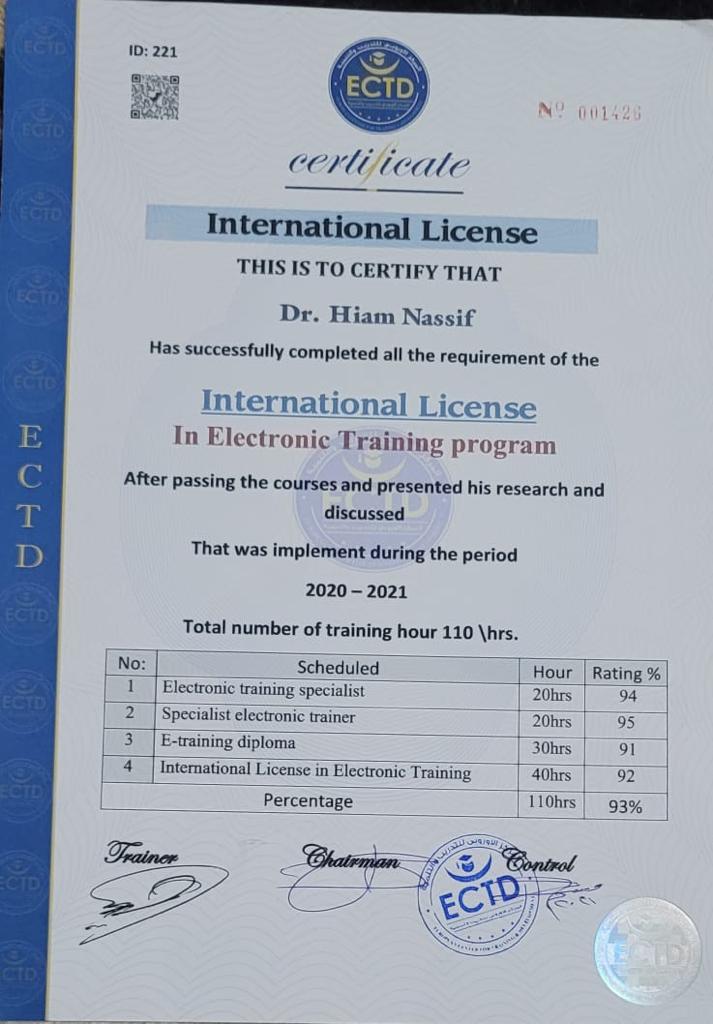 ID: 221
ECTD
Nº 001426
certificate
International License
THIS IS TO CERTIFY THAT
Dr. Hiam Nassif
Has successfully completed all the requirement of the
International License
In Electronic Training program
After passing the courses and presented his research and
discussed
That was implement during the period
2020 – 2021
Total number of training hour 110 \hrs.
No: Scheduled Hour Rating %
1 Electronic training specialist 20hrs 94
2 Specialist electronic trainer 20hrs 95
3 E-training diploma 30hrs 91
4 International License in Electronic Training 40hrs 92
Percentage 110hrs 93%
Trainer Chairman Control
ECTD
ECTD
E
C
T
D